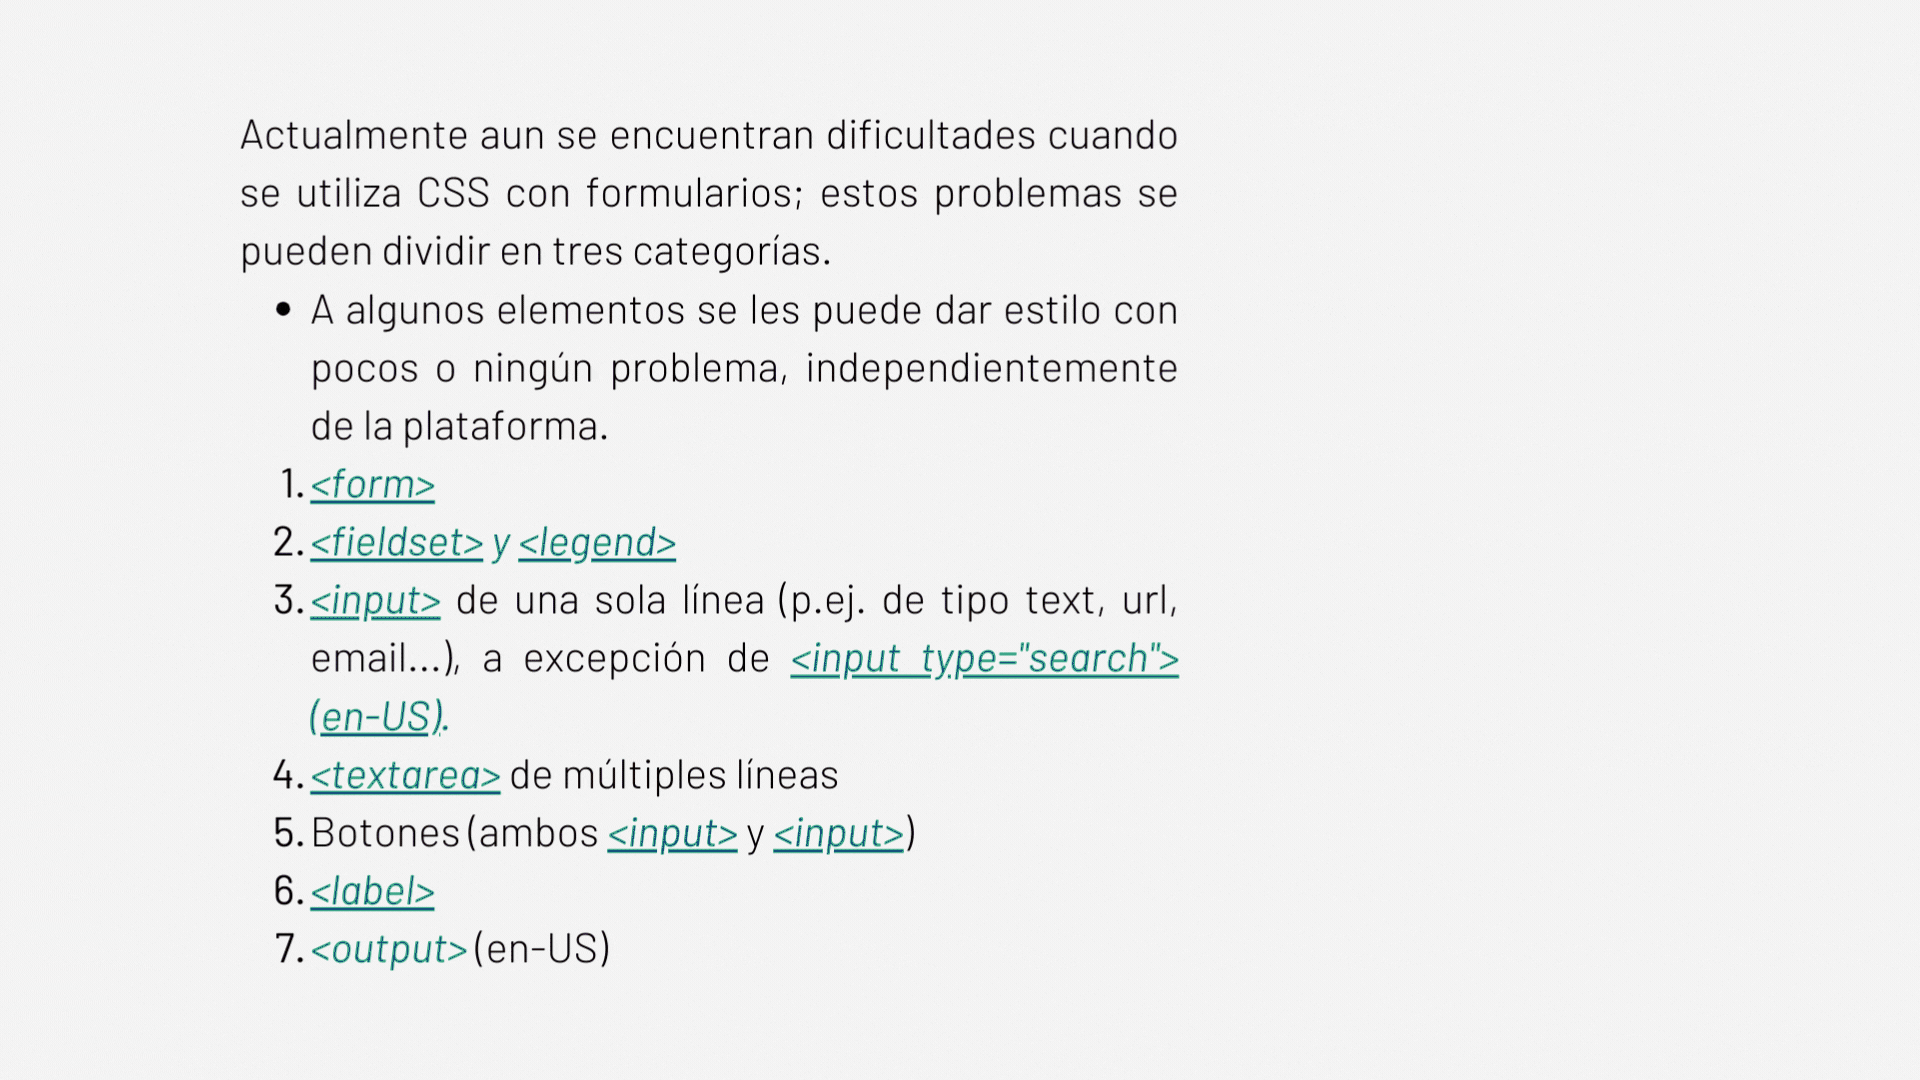 Actualmente aun se encuentran dificultades cuando
se utiliza CSS con formularios; estos problemas se
pueden dividir en tres categorías.
• A algunos elementos se les puede dar estilo con
pocos o ningún problema, independientemente
de la plataforma.
1. <form>
2. <fieldset> y <legend>
3. <input> de una sola línea (p.ej. de tipo text, url,
email...), a excepción de <input type="search">
(en-US).
4. <textarea> de múltiples líneas
5. Botones (ambos <input> y <input>)
6. <label>
7. <output> (en-US)